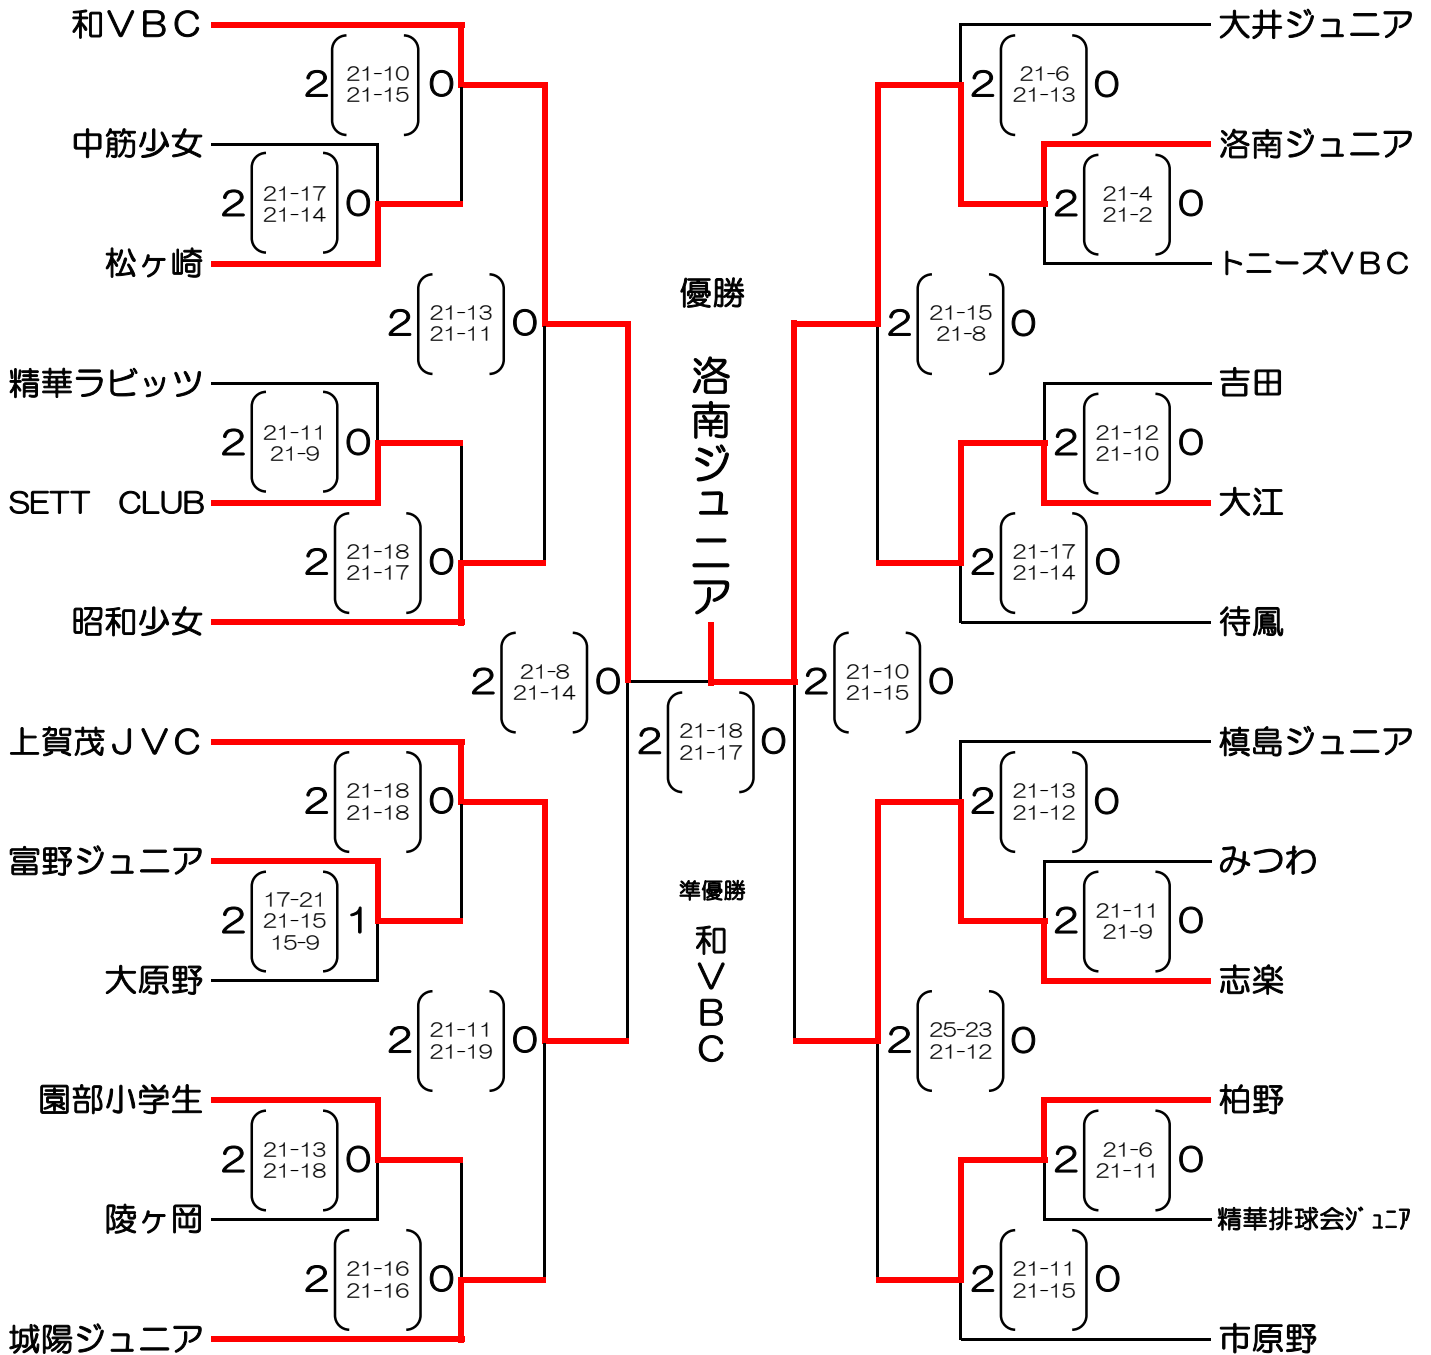 和ＶＢＣ
2 21-10 0
21-15
中筋少女
2 21-17 0
21-14
松ヶ崎
2 21-13 0
21-11
精華ラビッツ
2 21-11 0
21-9
SETT　CLUB
2 21-18 0
21-17
昭和少女
2 21-8 0
21-14
上賀茂ＪＶＣ
2 21-18 0
21-18
富野ジュニア
2 17-21 1
21-15
15-9
大原野
2 21-11 0
21-19
園部小学生
2 21-13 0
21-18
陵ヶ岡
2 21-16 0
21-16
城陽ジュニア
優勝
洛南ジュニア
2 21-18 0
21-17
準優勝
和ＶＢＣ
大井ジュニア
2 21-6 0
21-13
洛南ジュニア
2 21-4 0
21-2
トニーズＶＢＣ
2 21-15 0
21-8
吉田
2 21-12 0
21-10
大江
2 21-17 0
21-14
待鳳
2 21-10 0
21-15
槙島ジュニア
2 21-13 0
21-12
みつわ
2 21-11 0
21-9
志楽
2 25-23 0
21-12
柏野
2 21-6 0
21-11
精華排球会ｼﾞｭﾆｱ
2 21-11 0
21-15
市原野